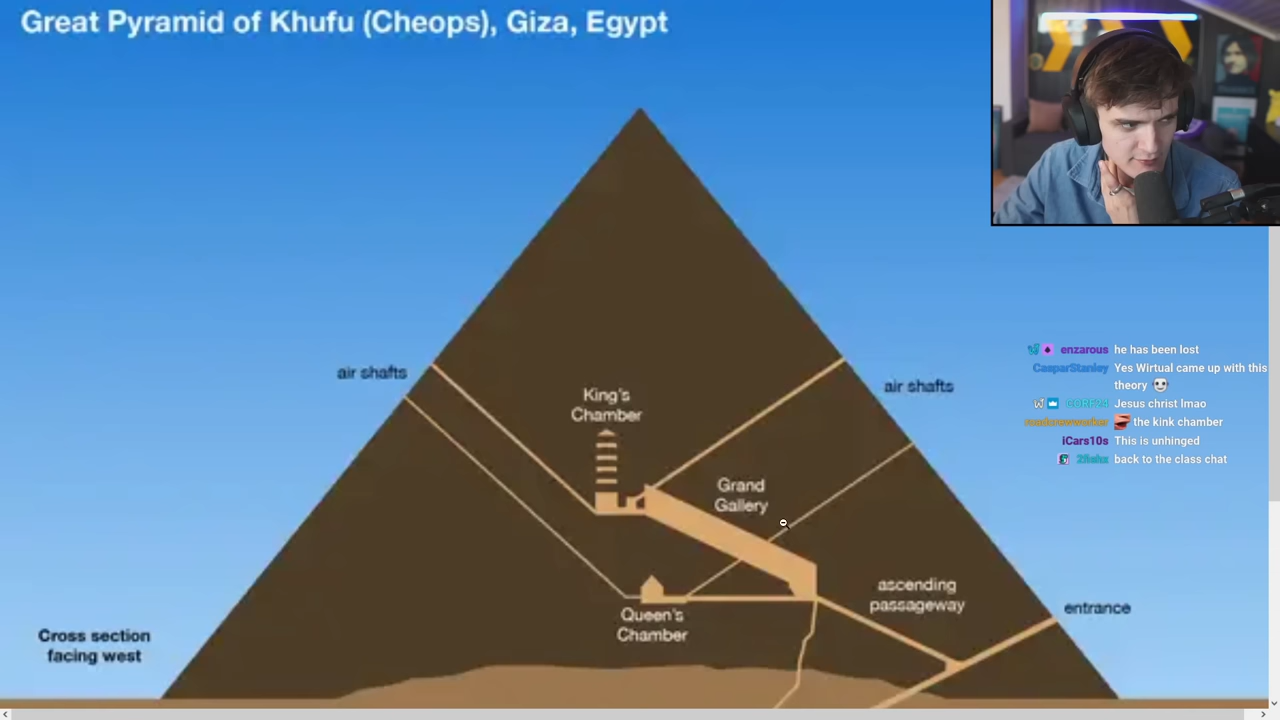 Great Pyramid of Khufu (Cheops), Giza, Egypt
air shafts
King's
Chamber
air shafts
Grand
Gallery
ascending
passageway
entrance
Queen's
Chamber
Cross section
facing west
enzarous he has been lost
CasparStanley Yes Wirtual came up with this
theory
Jesus christ lmao
the kink chamber
iCars10s This is unhinged
back to the class chat